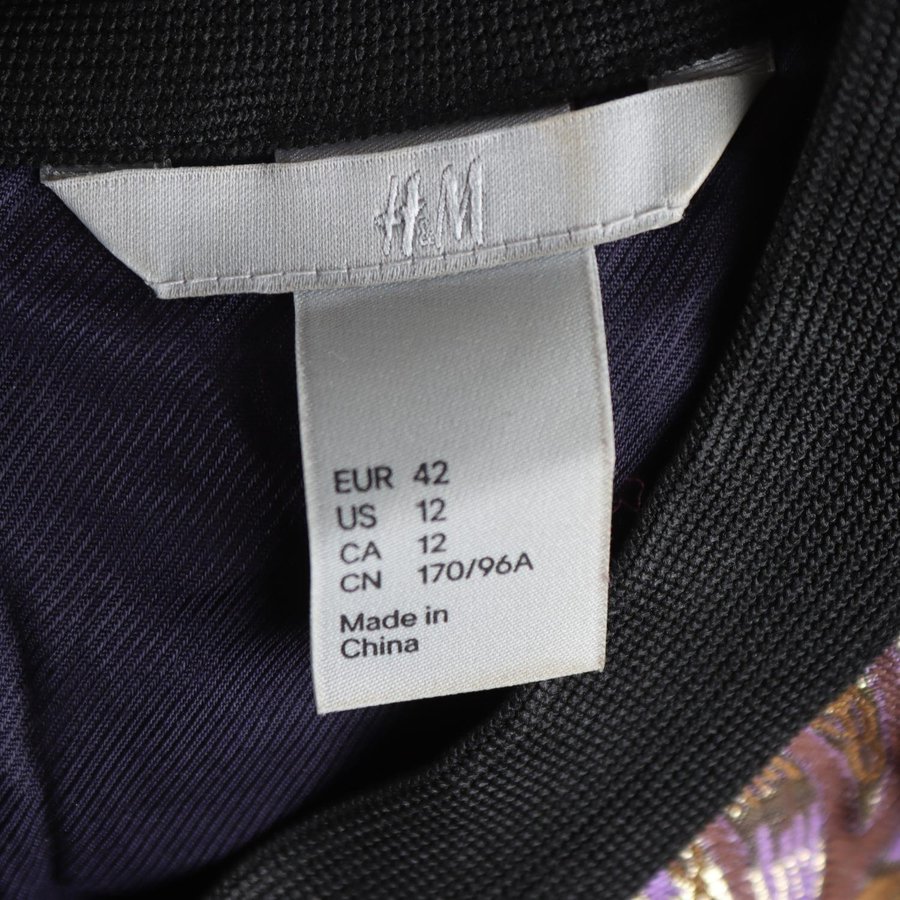 H&M
EUR 42
US 12
CA 12
CN 170/96A
Made in
China